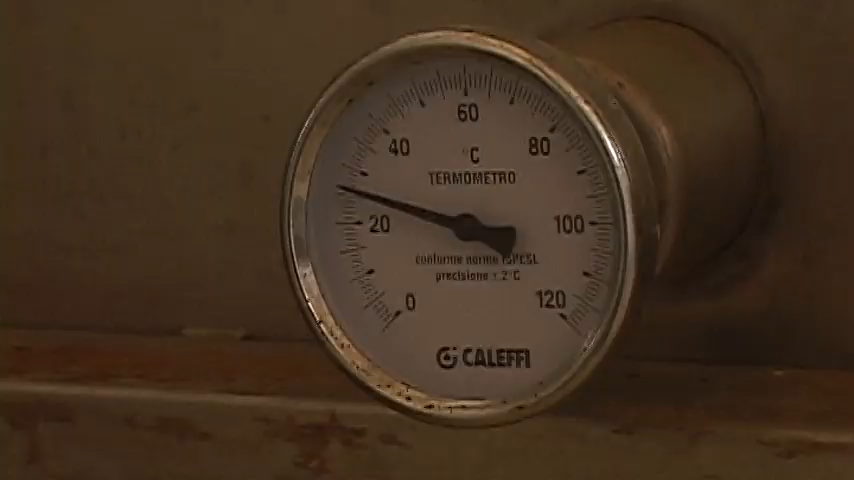 60
40 80
°C
TERMOMETRO
20 100
conforme norme ISPESL
precisione ± 2°C
0 120
CALEFFI